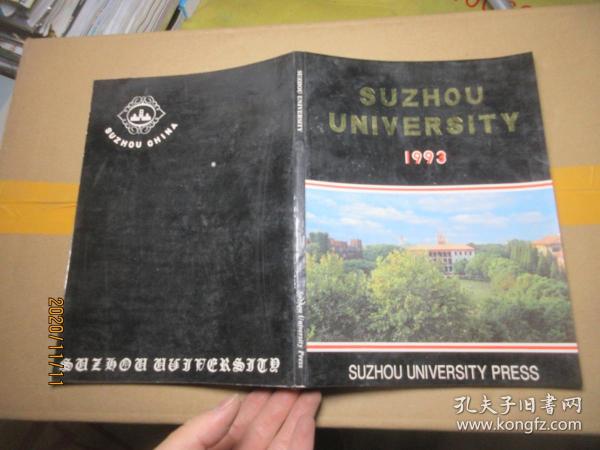 SUZHOU
UNIVERSITY
1993
SUZHOU UNIVERSITY PRESS
SUZHOU UNIVERSITY
Suzhou University Press
SUZHOU CHINA
SUZHOU UNIVERSITY
2020/11/11
孔夫子旧书网
www.kongfz.com